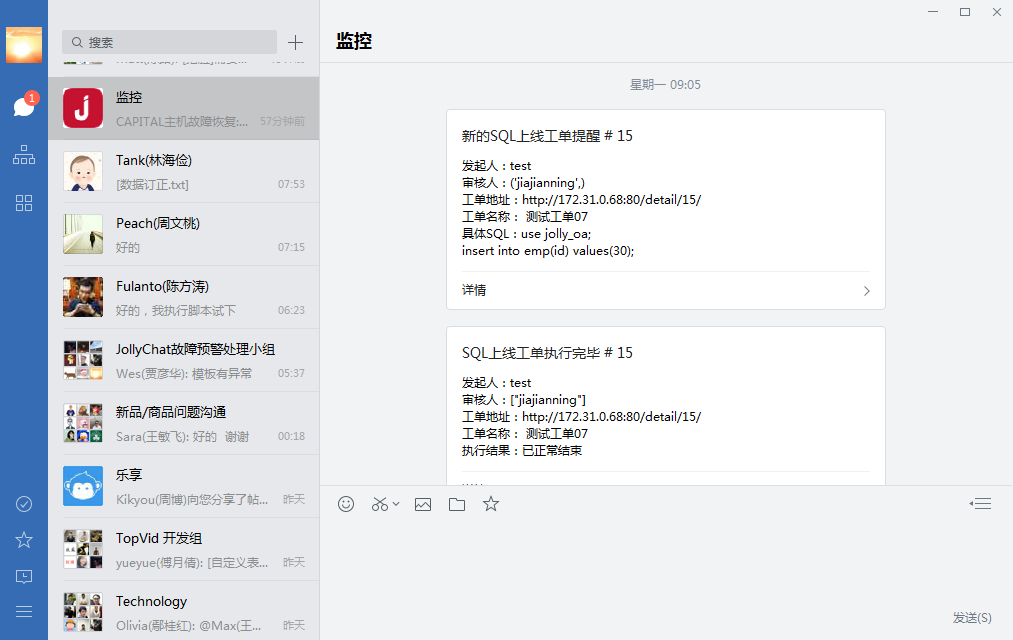 搜索
1
监控
CAPITAL主机故障恢复:...
57分钟前
Tank(林海俭)
[数据订正.txt]
07:53
Peach(周文桃)
好的
07:15
Fulanto(陈方涛)
好的，我执行脚本试下
06:23
JollyChat故障预警处理小组
Wes(贾彦华): 模板有异常
05:37
新品/商品问题沟通
Sara(王敏飞): 好的 谢谢
00:18
乐享
Kikyou(周博)向您分享了帖...
昨天
TopVid 开发组
yueyue(傅月倩): [自定义表...
昨天
Technology
Olivia(鄢桂红): @Max(王...
昨天
监控
星期一 09:05
新的SQL上线工单提醒 # 15
发起人：test
审核人：('jiajianning',)
工单地址：http://172.31.0.68:80/detail/15/
工单名称： 测试工单07
具体SQL：use jolly_oa;
insert into emp(id) values(30);
详情
SQL上线工单执行完毕 # 15
发起人：test
审核人：["jiajianning"]
工单地址：http://172.31.0.68:80/detail/15/
工单名称： 测试工单07
执行结果：已正常结束
发送(S)